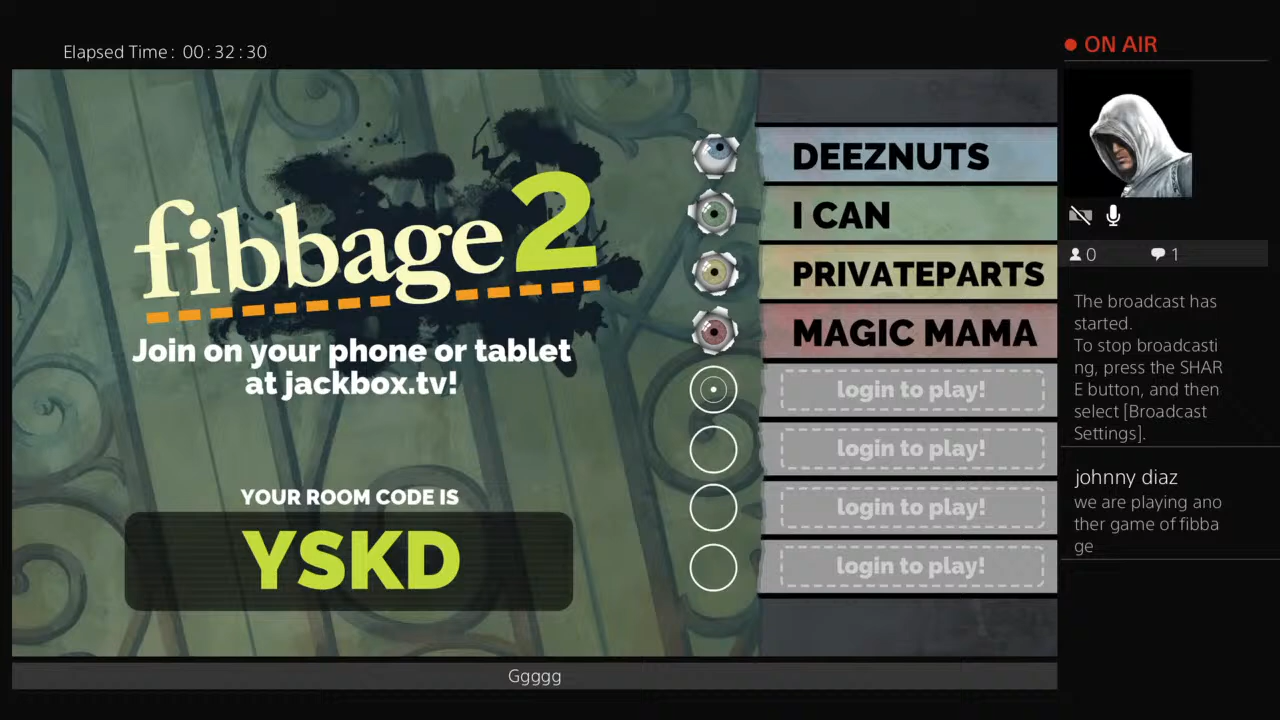 Elapsed Time: 00:32:30
ON AIR
fibbage 2
Join on your phone or tablet
at jackbox.tv!
YOUR ROOM CODE IS
YSKD
DEEZNUTS
I CAN
PRIVATEPARTS
MAGIC MAMA
login to play!
login to play!
login to play!
login to play!
0 1
The broadcast has
started.
To stop broadcasti
ng, press the SHAR
E button, and then
select [Broadcast
Settings].
johnny diaz
we are playing ano
ther game of fibba
ge
Ggggg